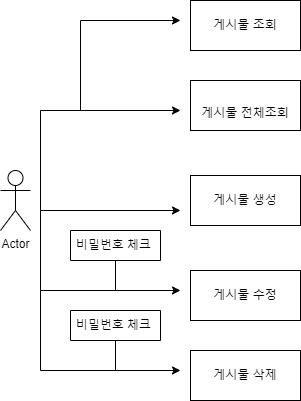 게시물 조회
게시물 전체조회
Actor
게시물 생성
비밀번호 체크
게시물 수정
비밀번호 체크
게시물 삭제